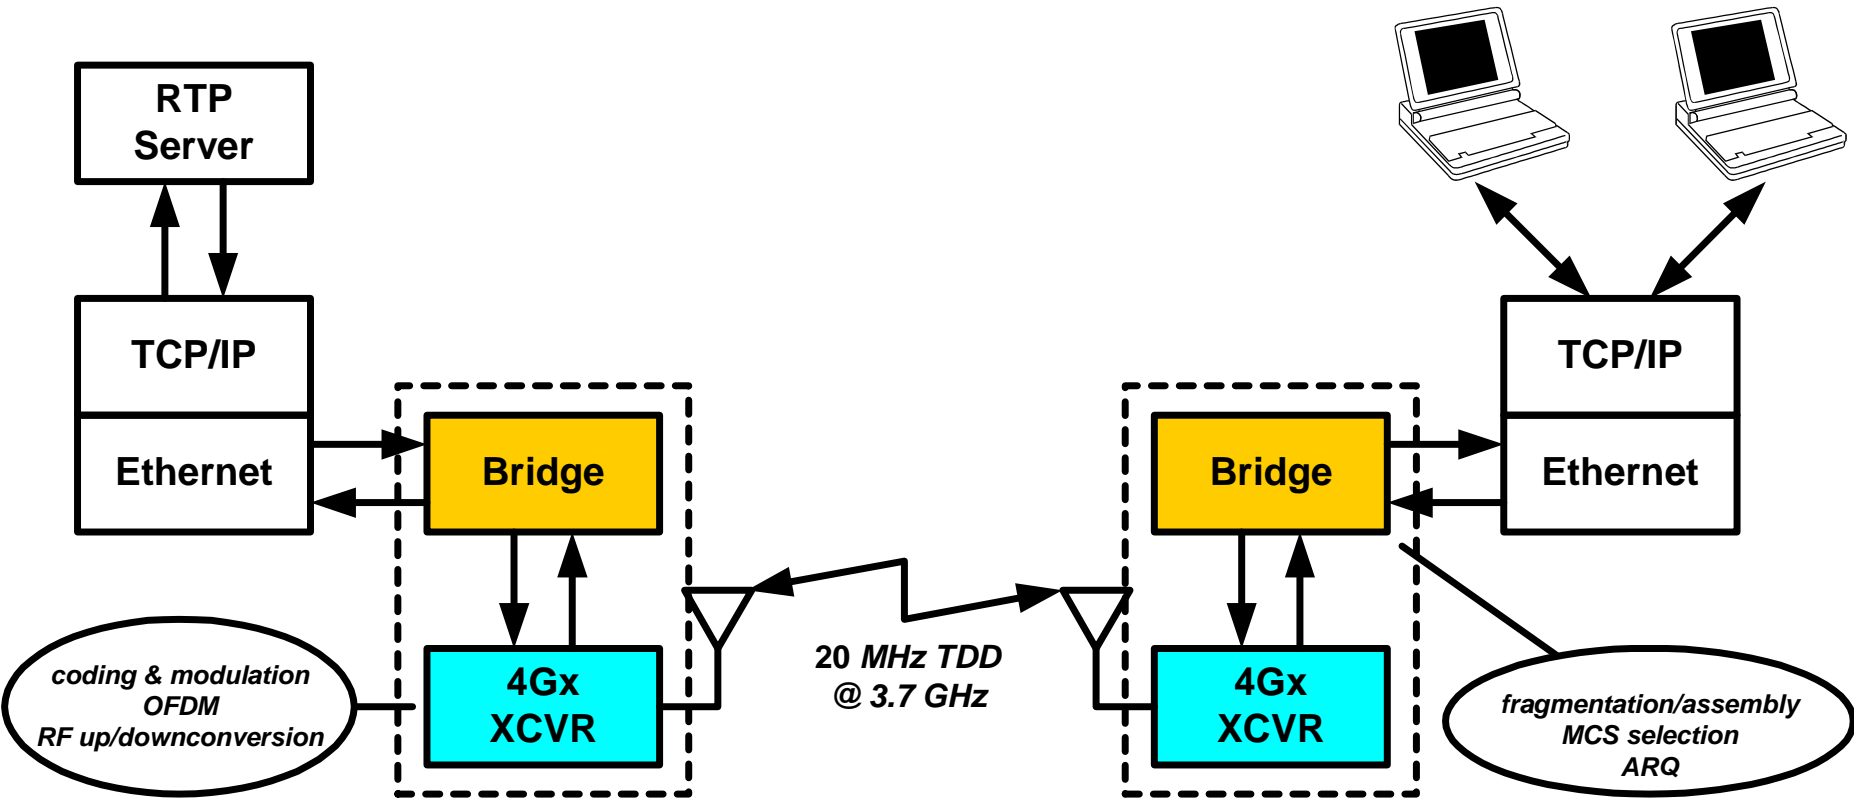 RTP
Server
TCP/IP
Ethernet
Bridge
4Gx
XCVR
coding & modulation
OFDM
RF up/downconversion
20 MHz TDD
@ 3.7 GHz
TCP/IP
Ethernet
Bridge
4Gx
XCVR
fragmentation/assembly
MCS selection
ARQ